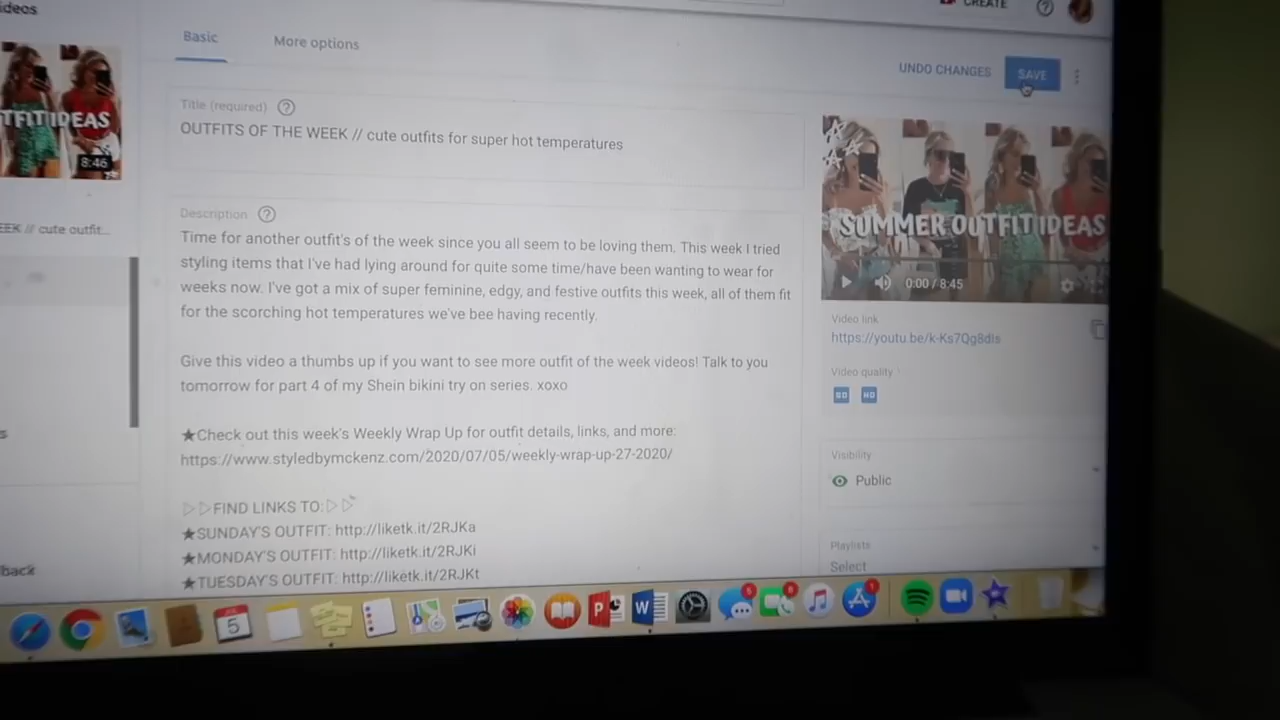 ideos
CREATE
Basic
More options
UNDO CHANGES
SAVE
TFIT IDEAS
8:46
EEK // cute outfit...
Title (required)
OUTFITS OF THE WEEK // cute outfits for super hot temperatures
Description
Time for another outfit's of the week since you all seem to be loving them. This week I tried
styling items that I've had lying around for quite some time/have been wanting to wear for
weeks now. I've got a mix of super feminine, edgy, and festive outfits this week, all of them fit
for the scorching hot temperatures we've bee having recently.
Give this video a thumbs up if you want to see more outfit of the week videos! Talk to you
tomorrow for part 4 of my Shein bikini try on series. xoxo
★Check out this week's Weekly Wrap Up for outfit details, links, and more:
https://www.styledbymckenz.com/2020/07/05/weekly-wrap-up-27-2020/
▷▷FIND LINKS TO:▷▷
★SUNDAY'S OUTFIT: http://liketk.it/2RJKa
★MONDAY'S OUTFIT: http://liketk.it/2RJKi
★TUESDAY'S OUTFIT: http://liketk.it/2RJKt
SUMMER OUTFIT IDEAS
0:00 / 8:45
Video link
https://youtu.be/k-Ks7Qg8dIs
Video quality
SD HD
Visibility
Public
Playlists
Select
s
back
5
P
W